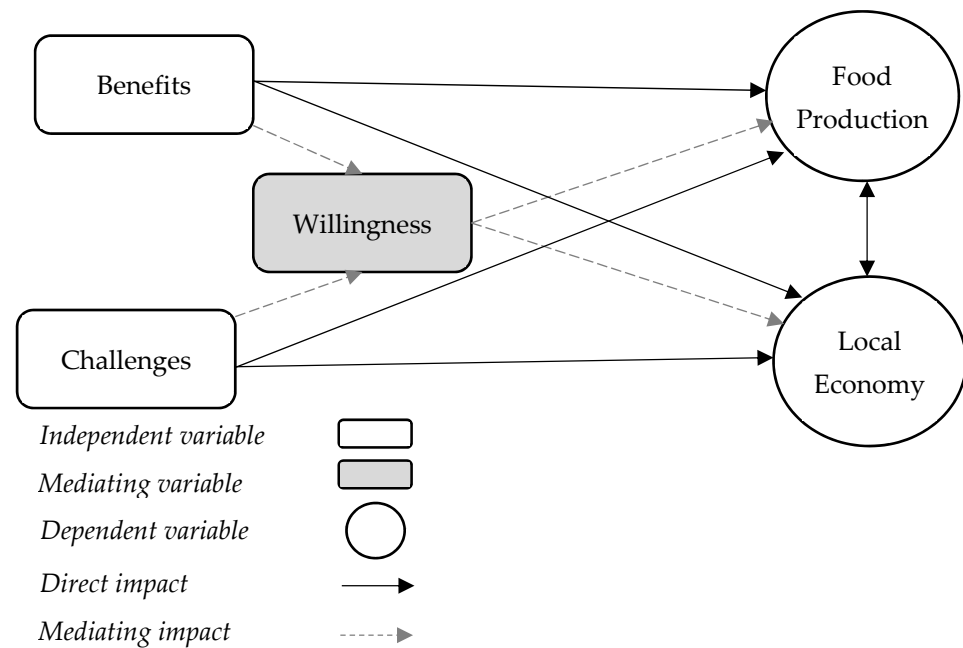 Benefits
Food
Production
Willingness
Challenges
Local
Economy
Independent variable
Mediating variable
Dependent variable
Direct impact
Mediating impact